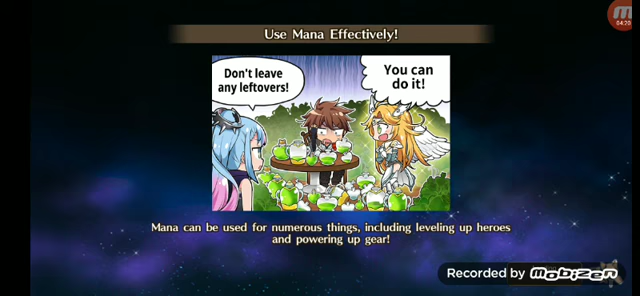 04:20
Use Mana Effectively!
Don't leave
any leftovers!
You can
do it!
Mana can be used for numerous things, including leveling up heroes
and powering up gear!
Recorded by Mobizen